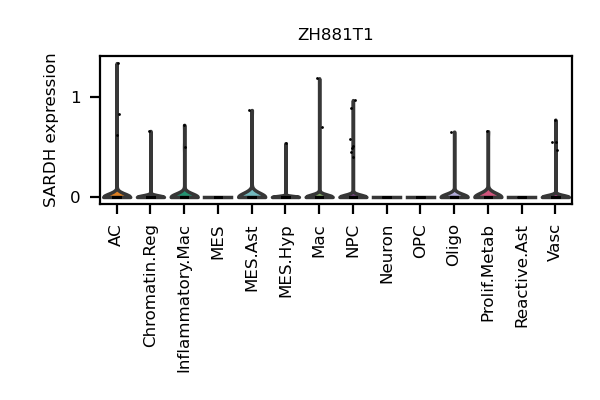 ZH881T1
SARDH expression
1
0
AC
Chromatin.Reg
Inflammatory.Mac
MES
MES.Ast
MES.Hyp
Mac
NPC
Neuron
OPC
Oligo
Prolif.Metab
Reactive.Ast
Vasc